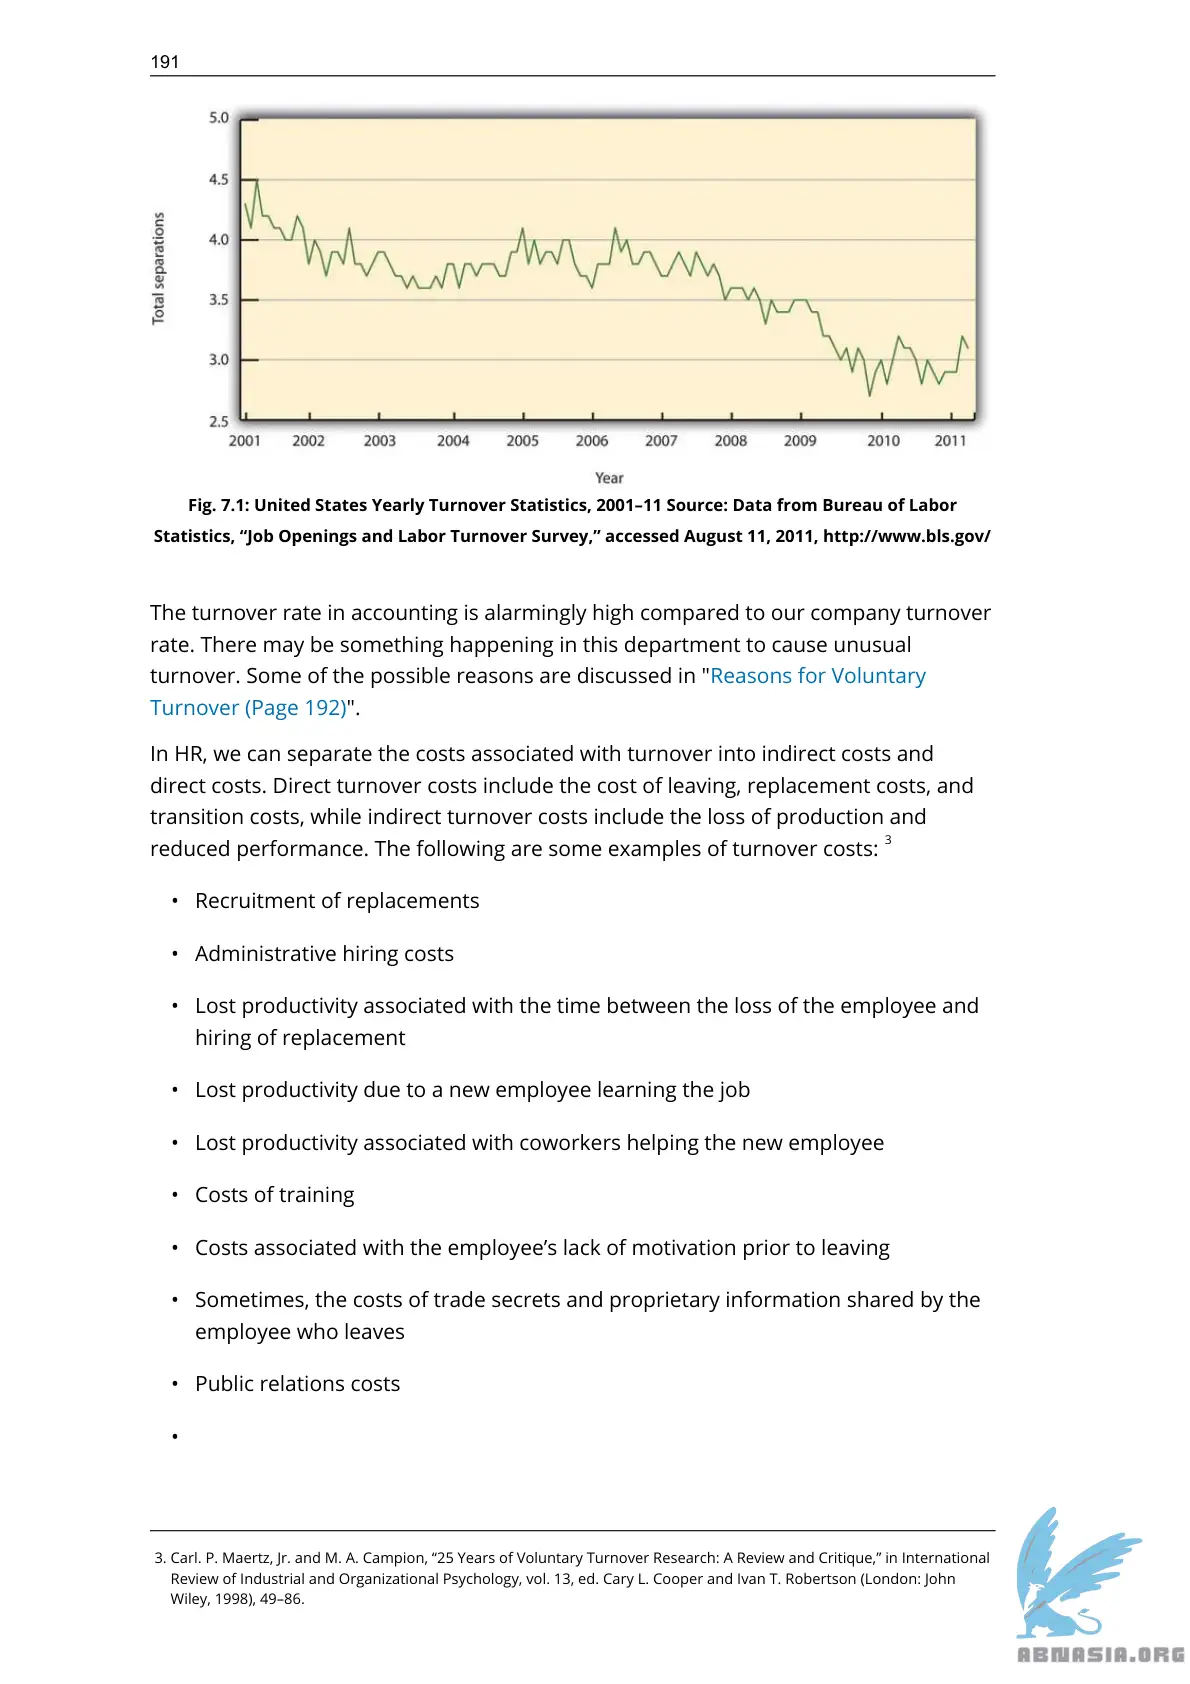 191
5.0
4.5
4.0
3.5
3.0
2.5
Total separations
2001 2002 2003 2004 2005 2006 2007 2008 2009 2010 2011
Year
Fig. 7.1: United States Yearly Turnover Statistics, 2001–11 Source: Data from Bureau of Labor
Statistics, “Job Openings and Labor Turnover Survey,” accessed August 11, 2011, http://www.bls.gov/
The turnover rate in accounting is alarmingly high compared to our company turnover
rate. There may be something happening in this department to cause unusual
turnover. Some of the possible reasons are discussed in "Reasons for Voluntary
Turnover (Page 192)".
In HR, we can separate the costs associated with turnover into indirect costs and
direct costs. Direct turnover costs include the cost of leaving, replacement costs, and
transition costs, while indirect turnover costs include the loss of production and
reduced performance. The following are some examples of turnover costs: 3
• Recruitment of replacements
• Administrative hiring costs
• Lost productivity associated with the time between the loss of the employee and
hiring of replacement
• Lost productivity due to a new employee learning the job
• Lost productivity associated with coworkers helping the new employee
• Costs of training
• Costs associated with the employee’s lack of motivation prior to leaving
• Sometimes, the costs of trade secrets and proprietary information shared by the
employee who leaves
• Public relations costs
•
3. Carl. P. Maertz, Jr. and M. A. Campion, “25 Years of Voluntary Turnover Research: A Review and Critique,” in International
Review of Industrial and Organizational Psychology, vol. 13, ed. Cary L. Cooper and Ivan T. Robertson (London: John
Wiley, 1998), 49–86.
ABNASIA.ORG